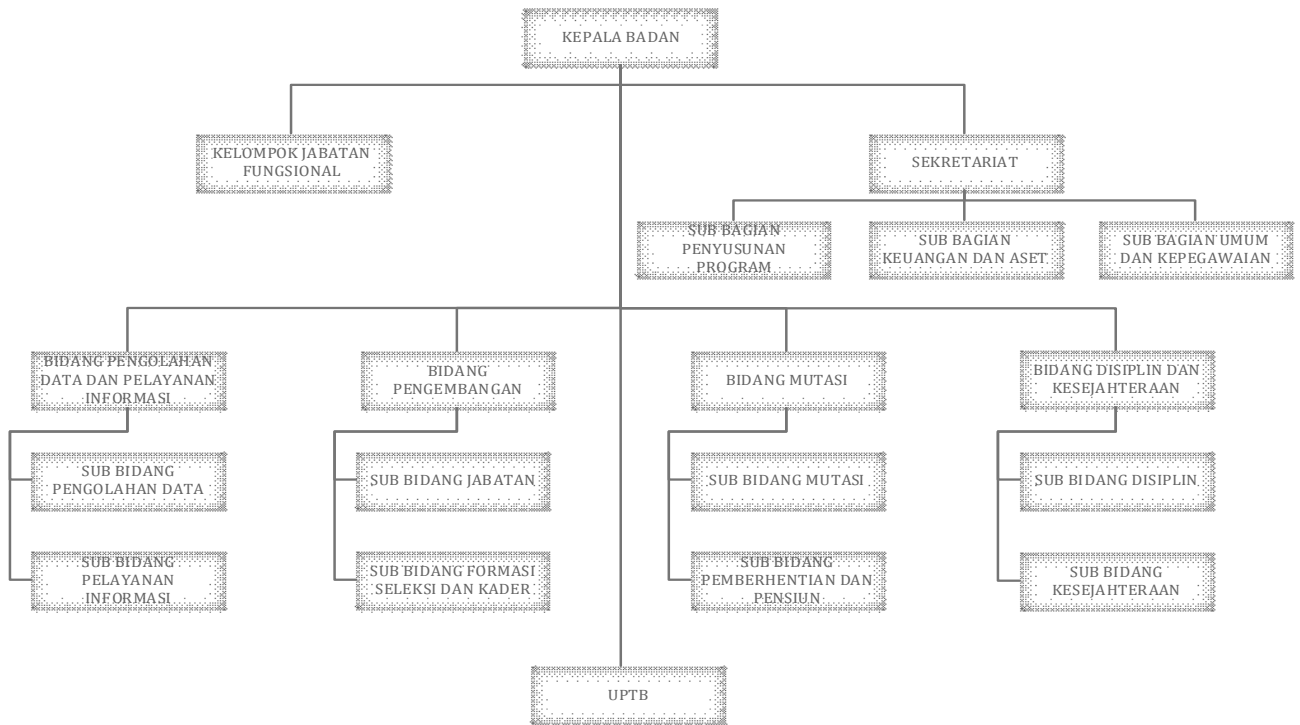 KEPALA BADAN
KELOMPOK JABATAN
FUNGSIONAL
SEKRETARIAT
SUB BAGIAN
PENYUSUNAN
PROGRAM
SUB BAGIAN
KEUANGAN DAN ASET
SUB BAGIAN UMUM
DAN KEPEGAWAIAN
BIDANG PENGOLAHAN
DATA DAN PELAYANAN
INFORMASI
BIDANG
PENGEMBANGAN
BIDANG MUTASI
BIDANG DISIPLIN DAN
KESEJAHTERAAN
SUB BIDANG
PENGOLAHAN DATA
SUB BIDANG JABATAN
SUB BIDANG MUTASI
SUB BIDANG DISIPLIN
SUB BIDANG
PELAYANAN
INFORMASI
SUB BIDANG FORMASI
SELEKSI DAN KADER
SUB BIDANG
PEMBERHENTIAN DAN
PENSIUN
SUB BIDANG
KESEJAHTERAAN
UPTB